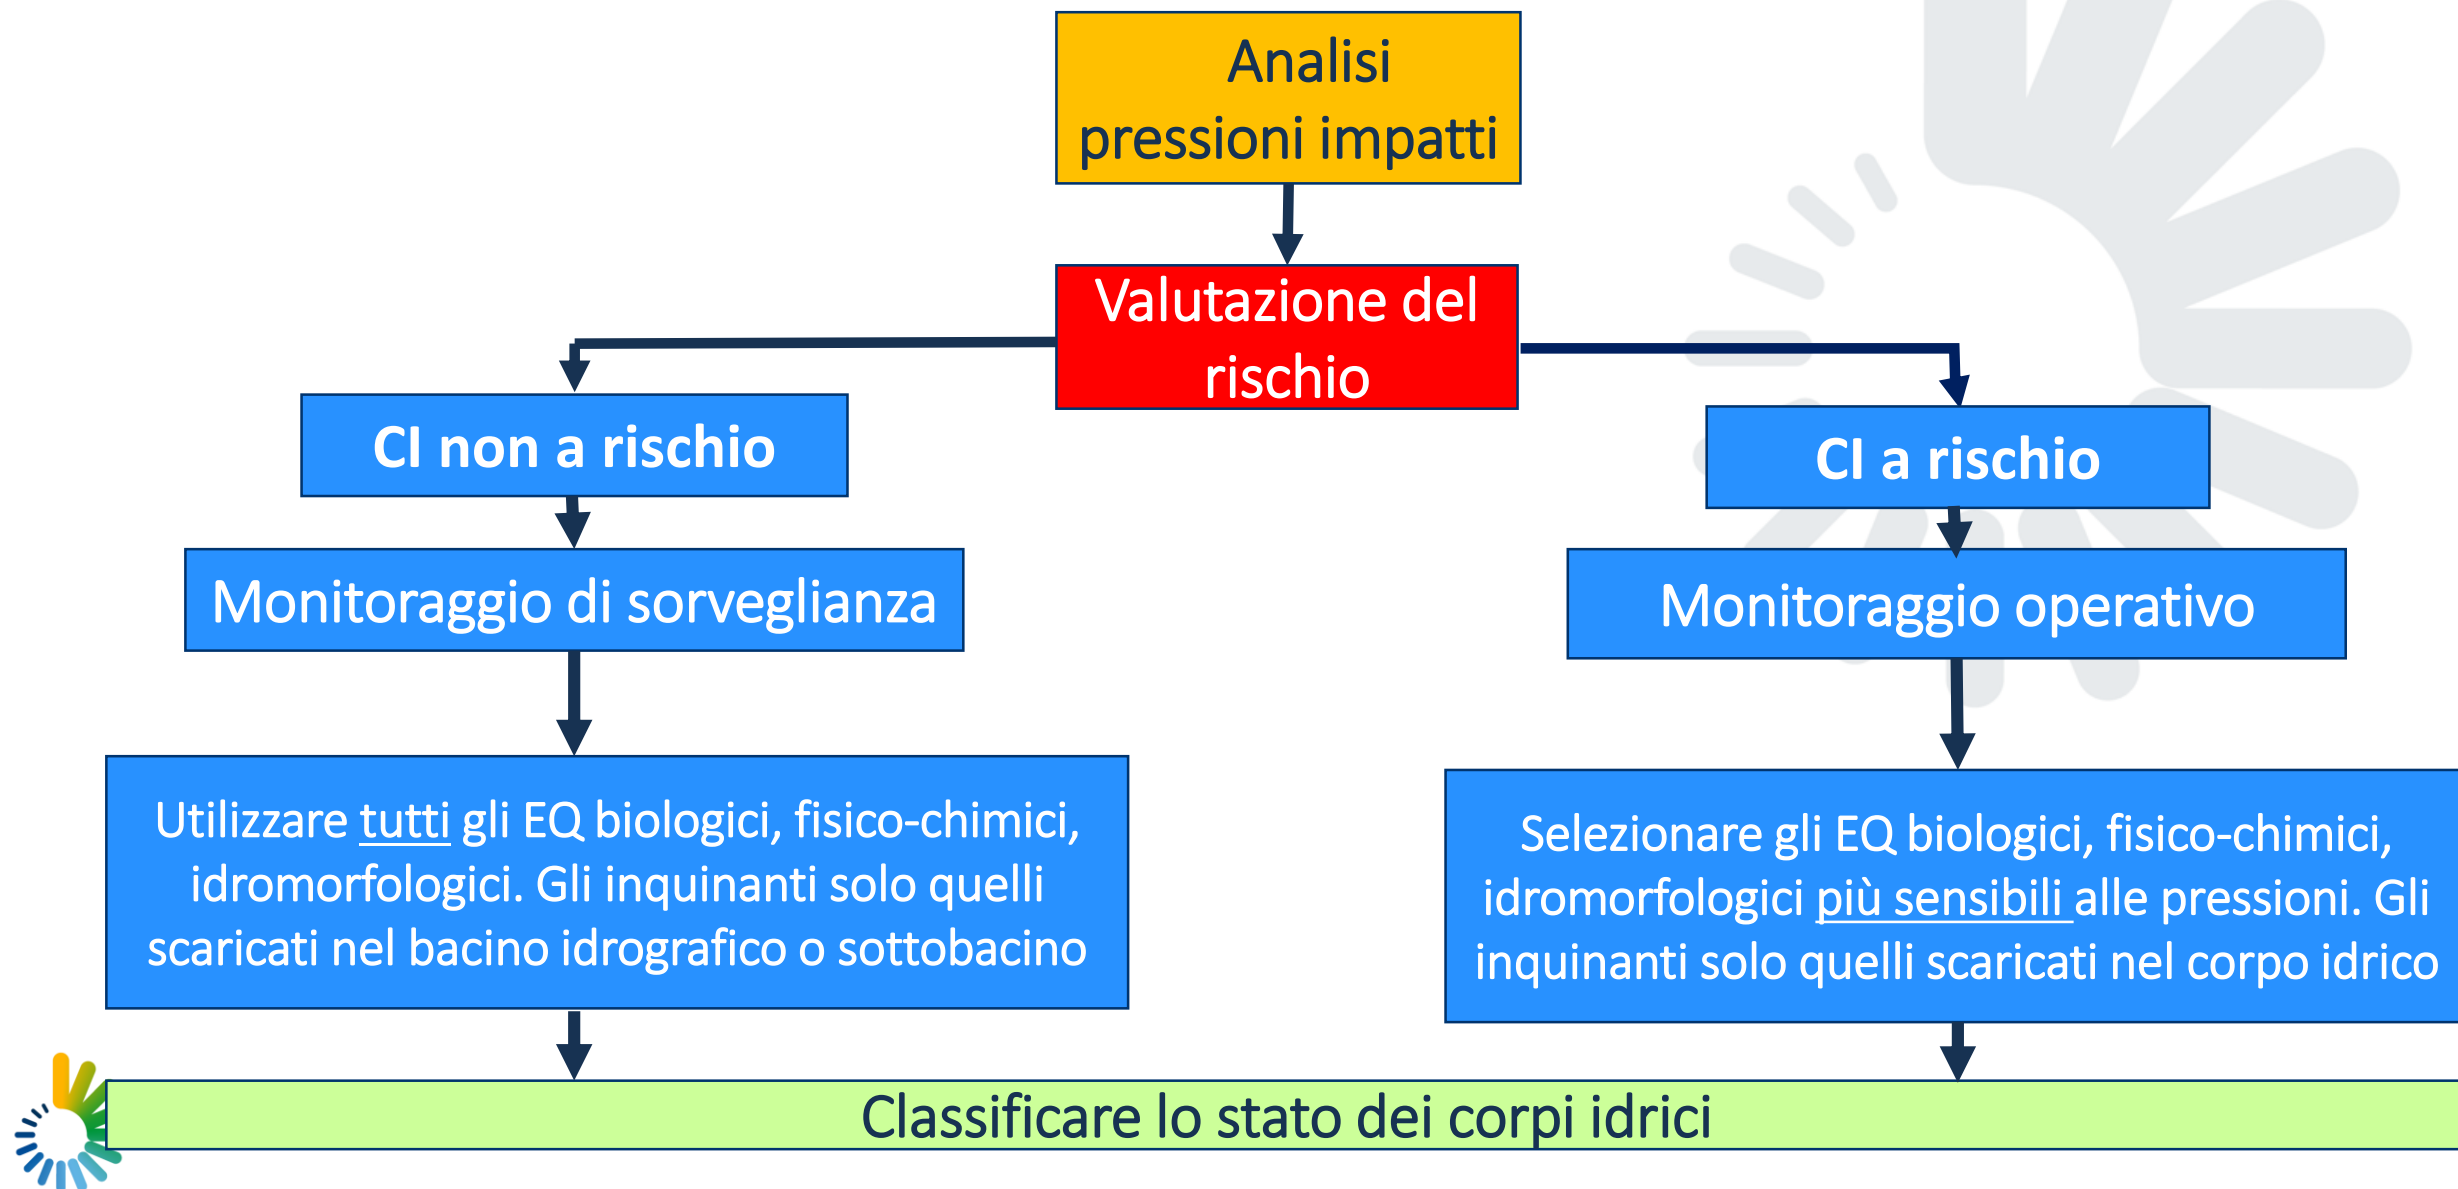 Analisi
pressioni impatti
Valutazione del
rischio
CI non a rischio
CI a rischio
Monitoraggio di sorveglianza
Monitoraggio operativo
Utilizzare tutti gli EQ biologici, fisico-chimici,
idromorfologici. Gli inquinanti solo quelli
scaricati nel bacino idrografico o sottobacino
Selezionare gli EQ biologici, fisico-chimici,
idromorfologici più sensibili alle pressioni. Gli
inquinanti solo quelli scaricati nel corpo idrico
Classificare lo stato dei corpi idrici